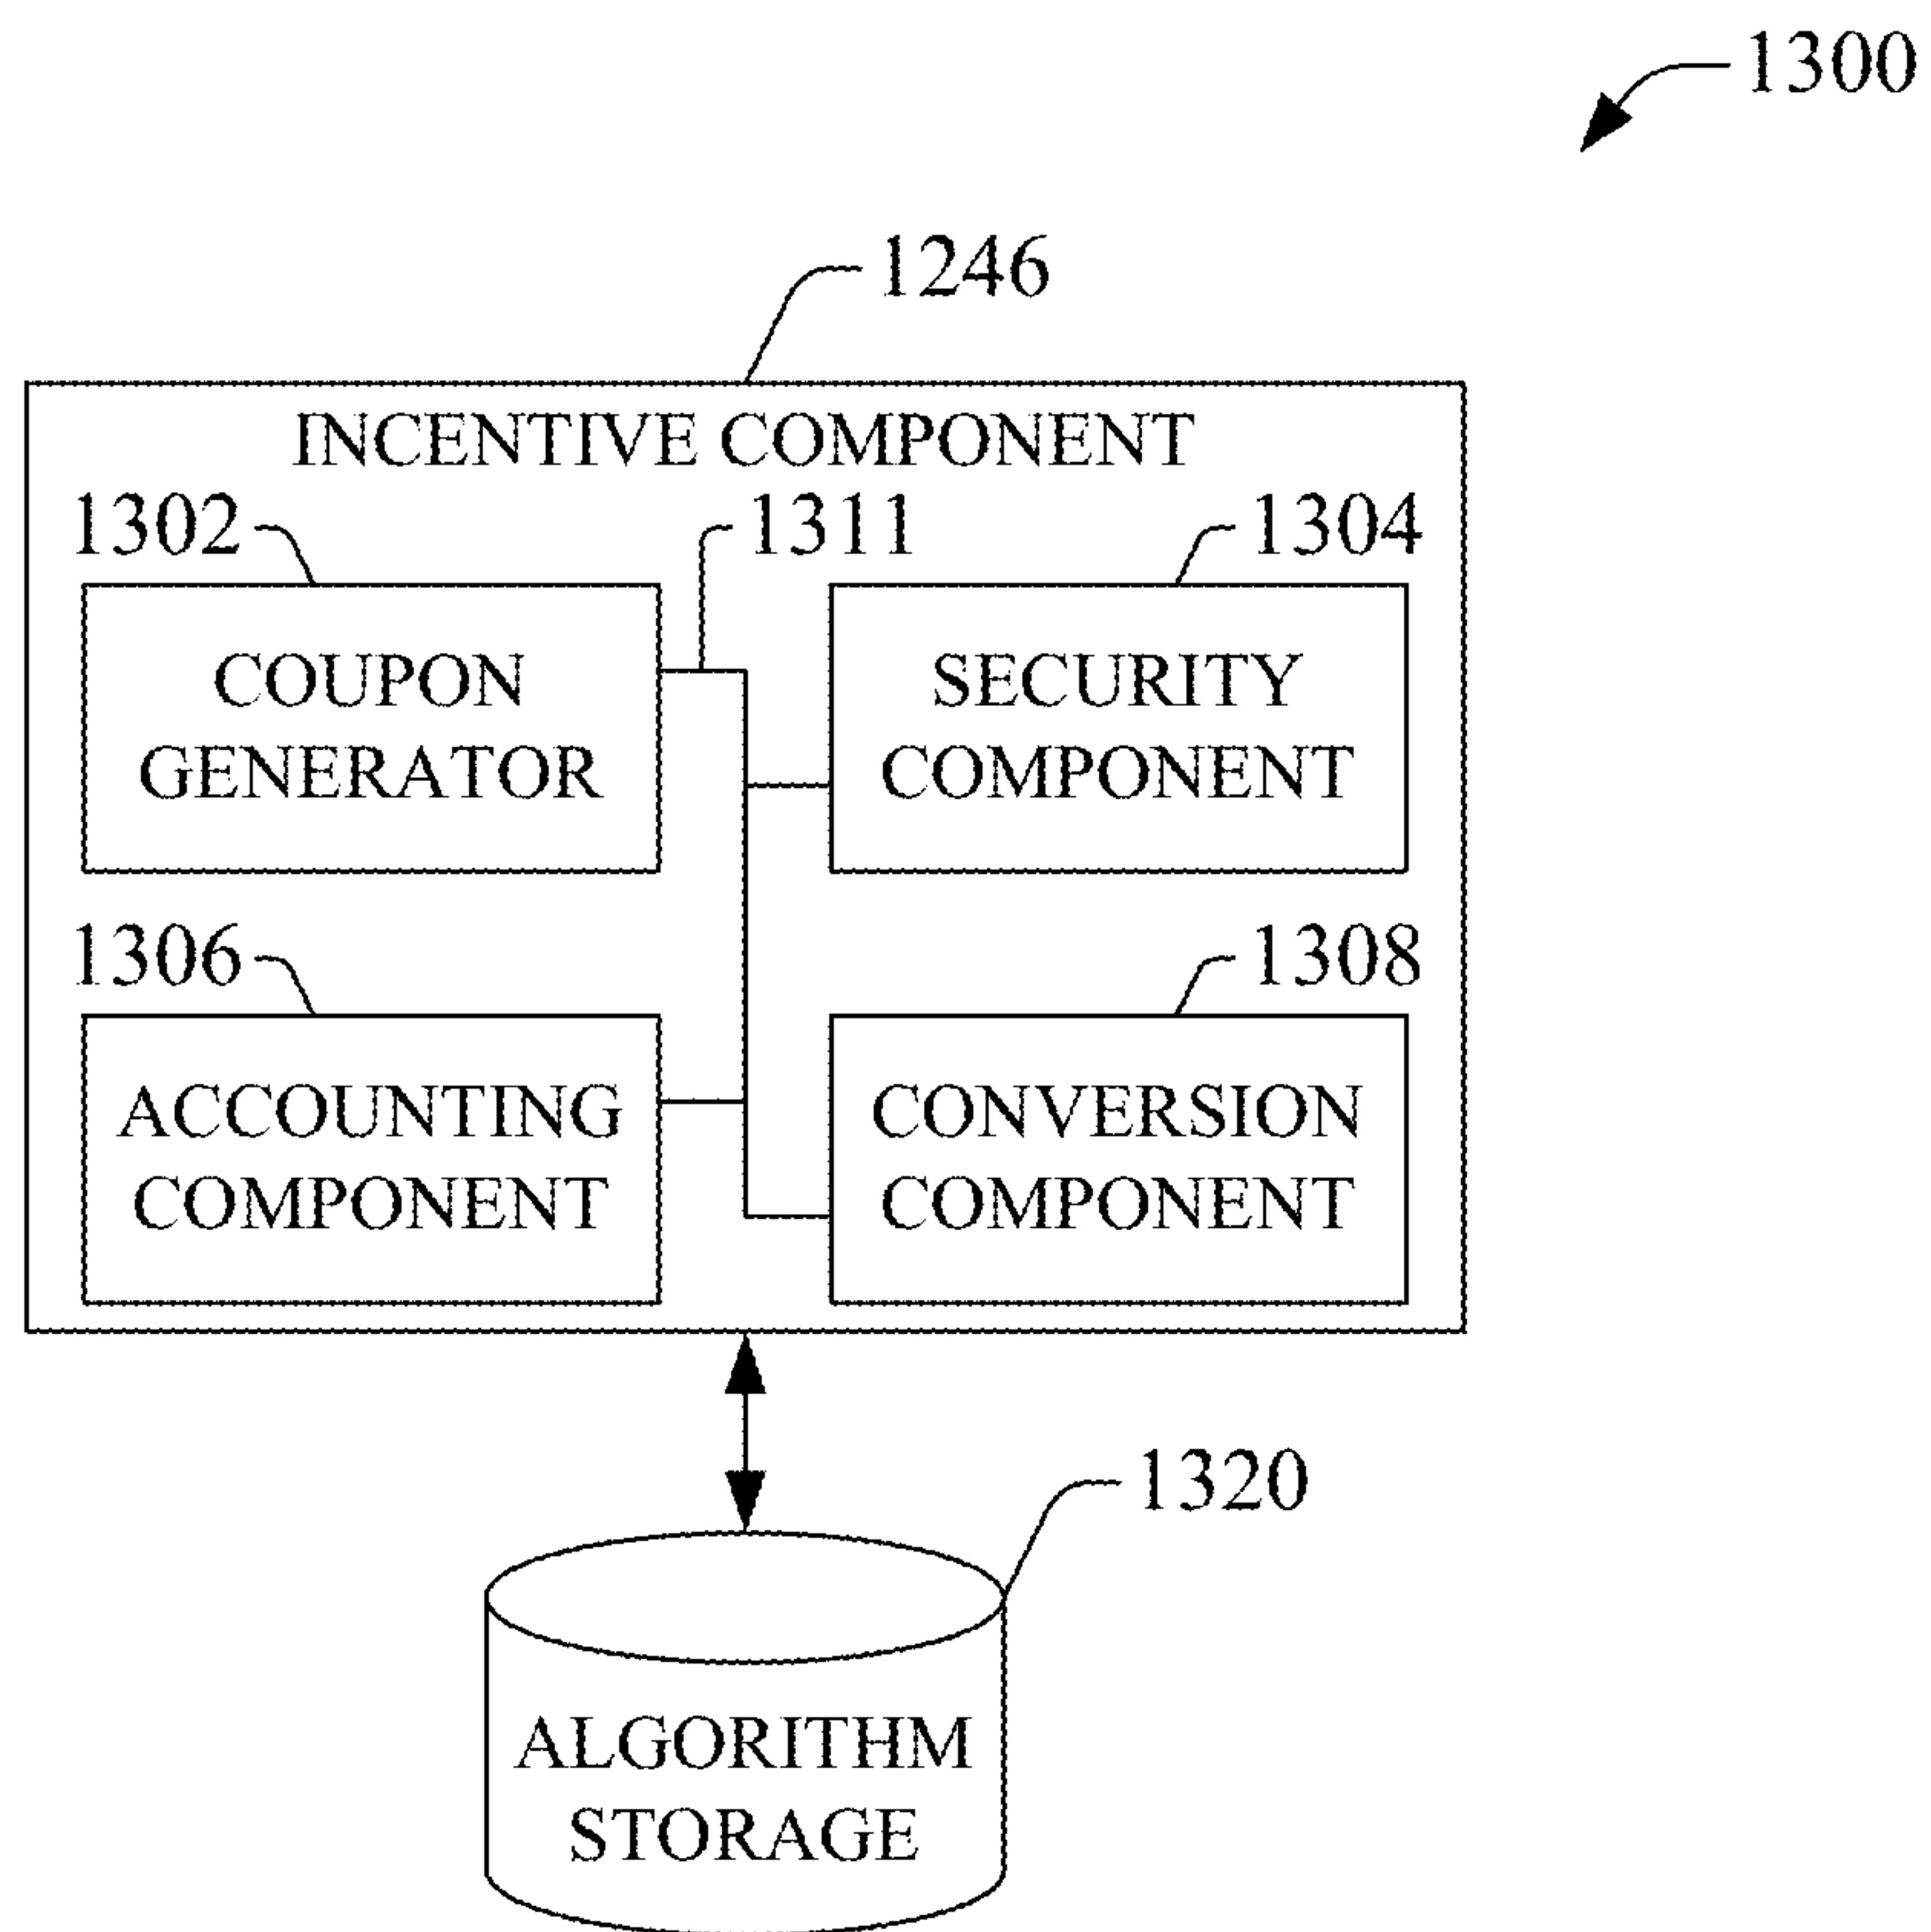 1300
1246
INCENTIVE COMPONENT
1302
1311
1304
COUPON
GENERATOR
SECURITY
COMPONENT
1306
1308
ACCOUNTING
COMPONENT
CONVERSION
COMPONENT
1320
ALGORITHM
STORAGE